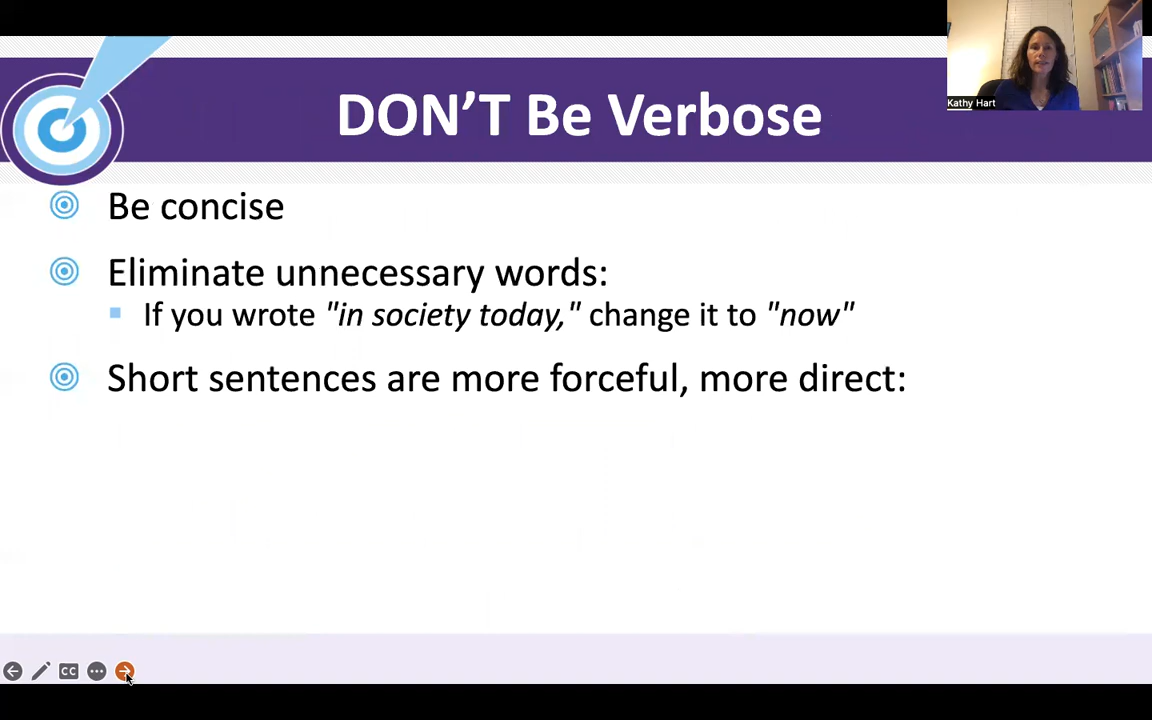 Kathy Hart
DON'T Be Verbose
Be concise
Eliminate unnecessary words:
If you wrote "in society today," change it to "now"
Short sentences are more forceful, more direct:
CC